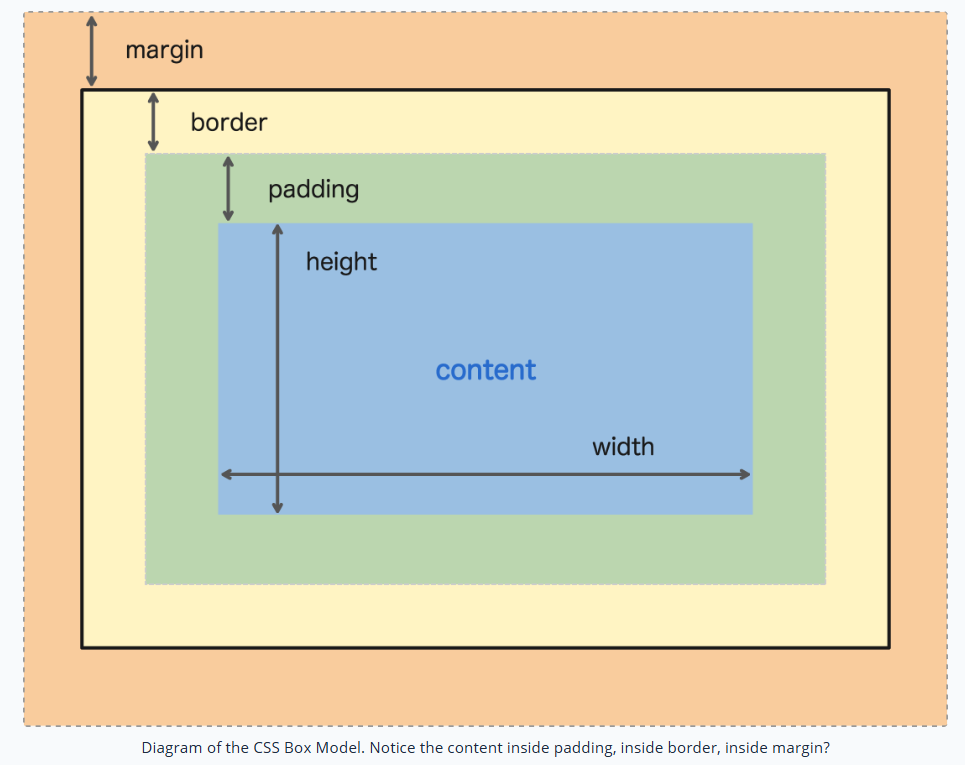 margin
border
padding
height
content
width
Diagram of the CSS Box Model. Notice the content inside padding, inside border, inside margin?